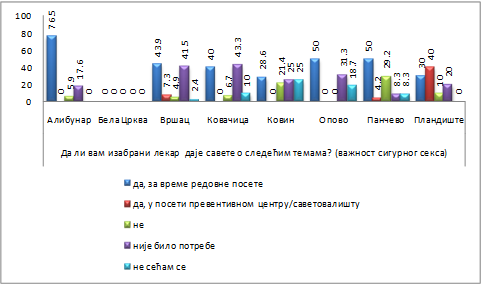 100
80
60
40
20
0
76.5 0 5.9 17.6 0 0 0 0 0 0 43.9 7.3 4.9 41.5 2.4 40 0 6.7 43.3 10 28.6 0 21.4 25 25 50 0 0 31.3 18.7 50 4.2 29.2 8.3 8.3 30 40 10 20 0
Алибунар Бела Црква Вршац Ковачица Ковин Опово Панчево Пландиште
Да ли вам изабрани лекар даје савете о следећим темама? (важност сигурног секса)
да, за време редовне посете
да, у посети превентивном центру/саветовалишту
не
није било потребе
не сећам се